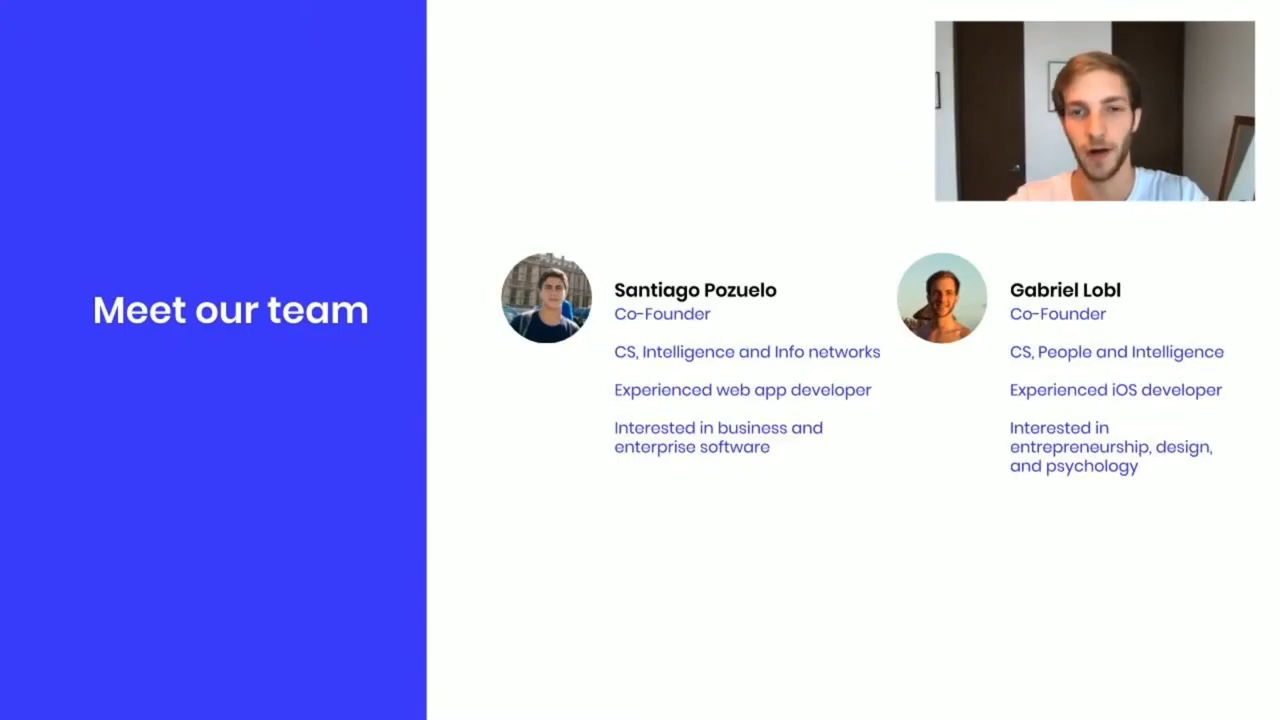 Meet our team
Santiago Pozuelo
Co-Founder
CS, Intelligence and Info networks
Experienced web app developer
Interested in business and
enterprise software
Gabriel Lobl
Co-Founder
CS, People and Intelligence
Experienced iOS developer
Interested in
entrepreneurship, design,
and psychology